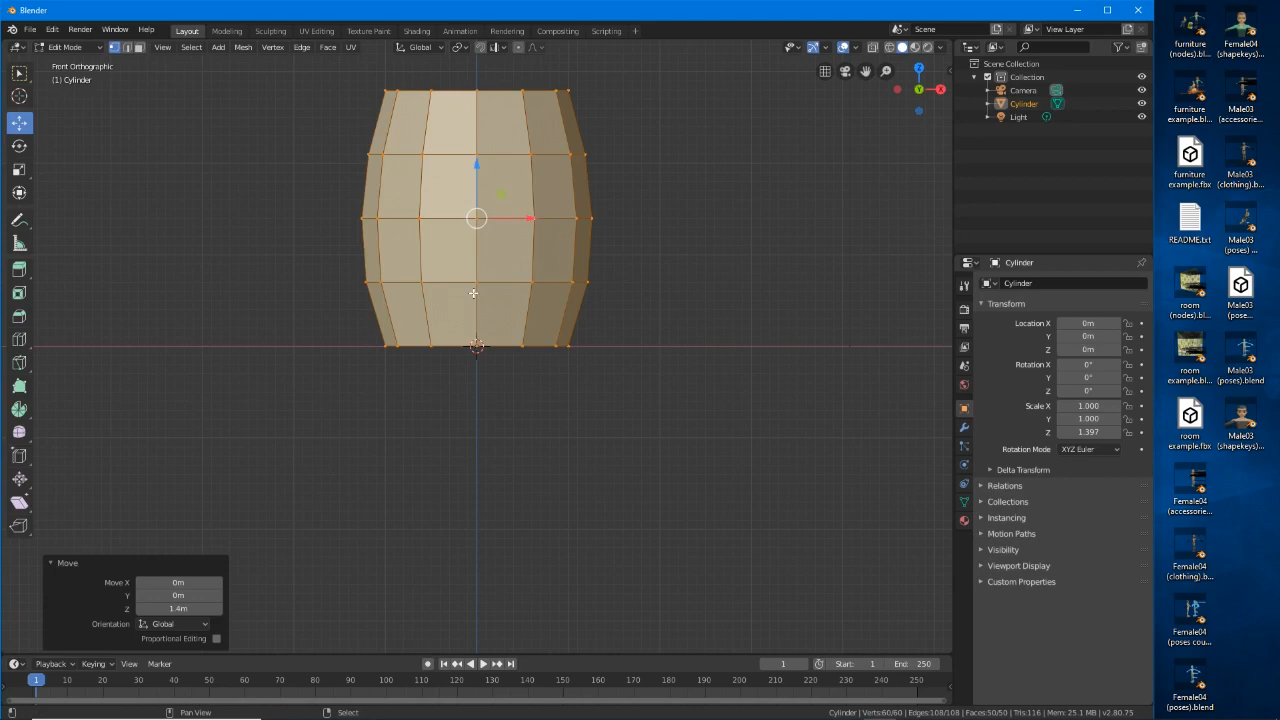 Blender
File Edit Render Window Help
Layout Modeling Sculpting UV Editing Texture Paint Shading Animation Rendering Compositing Scripting +
Scene
View Layer
Edit Mode View Select Add Mesh Vertex Edge Face UV
Global
Front Orthographic
(1) Cylinder
Z
Y
X
Scene Collection
Collection
Camera
Cylinder
Light
Cylinder
Cylinder
Transform
Location X 0m
Y 0m
Z 0m
Rotation X 0°
Y 0°
Z 0°
Scale X 1.000
Y 1.000
Z 1.397
Rotation Mode XYZ Euler
Delta Transform
Relations
Collections
Instancing
Motion Paths
Visibility
Viewport Display
Custom Properties
Move
Move X 0m
Y 0m
Z 1.4m
Orientation Global
Proportional Editing
Playback Keying View Marker
1
Start: 1
End: 250
1 10 20 30 40 50 60 70 80 90 100 110 120 130 140 150 160 170 180 190 200 210 220 230 240 250
Pan View
Select
Cylinder | Verts:60/60 | Edges:108/108 | Faces:50/50 | Tris:116 | Mem: 25.1 MB | v2.80.75
furniture
(nodes).bl...
Female04
(shapekeys)...
furniture
example.bl...
Male03
(accessorie...
furniture
example.fbx
Male03
(clothing).b...
README.txt
Male03
(poses) ...
room
(nodes).bl...
Male03
(pose...
room
example.bl...
Male03
(poses).blend
room
example.fbx
Male03
(shapekeys)...
Female04
(accessorie...
Female04
(clothing).b...
Female04
(poses cou...
Female04
(poses).blend